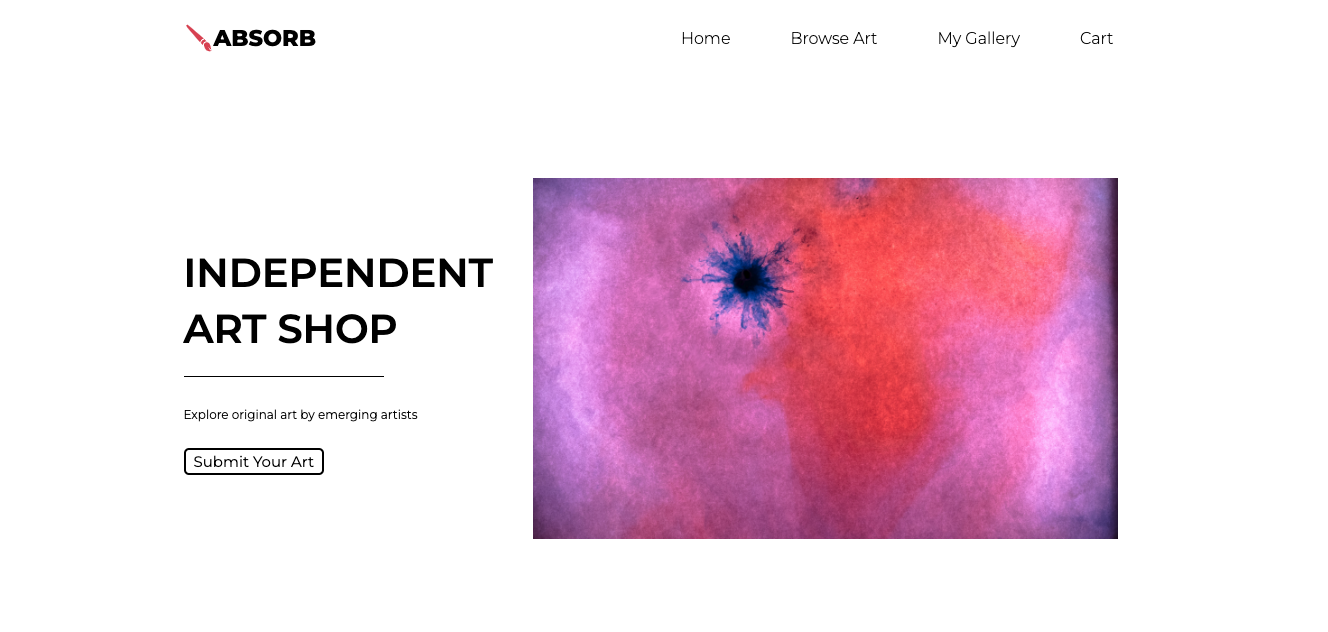 ABSORB
Home Browse Art My Gallery Cart
INDEPENDENT
ART SHOP
Explore original art by emerging artists
Submit Your Art